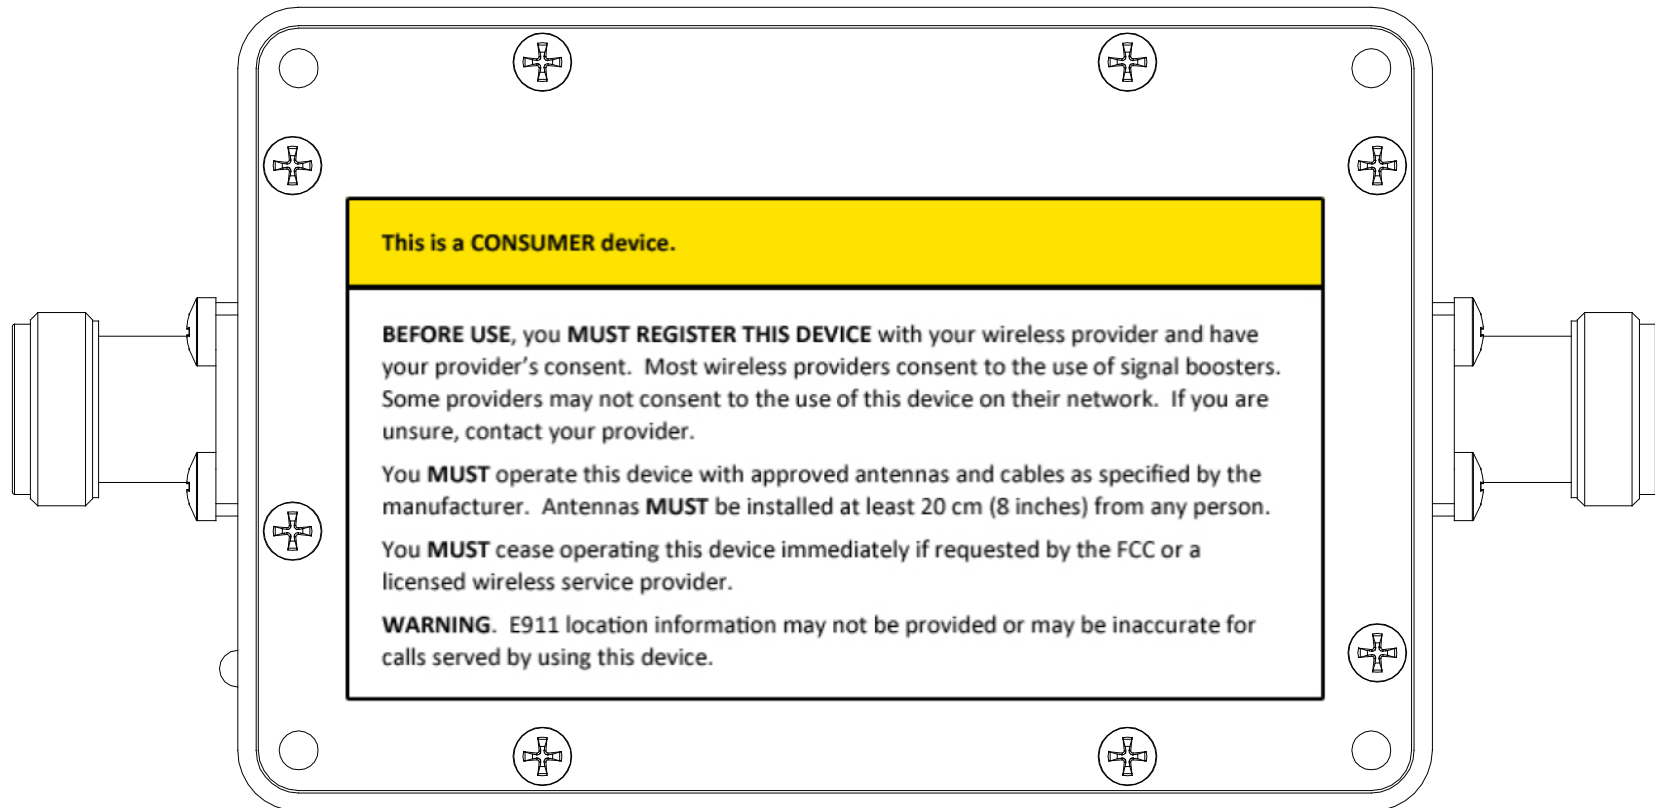 This is a CONSUMER device.
BEFORE USE, you MUST REGISTER THIS DEVICE with your wireless provider and have
your provider’s consent.  Most wireless providers consent to the use of signal boosters.
Some providers may not consent to the use of this device on their network.  If you are
unsure, contact your provider.
You MUST operate this device with approved antennas and cables as specified by the
manufacturer.  Antennas MUST be installed at least 20 cm (8 inches) from any person.
You MUST cease operating this device immediately if requested by the FCC or a
licensed wireless service provider.
WARNING.  E911 location information may not be provided or may be inaccurate for
calls served by using this device.